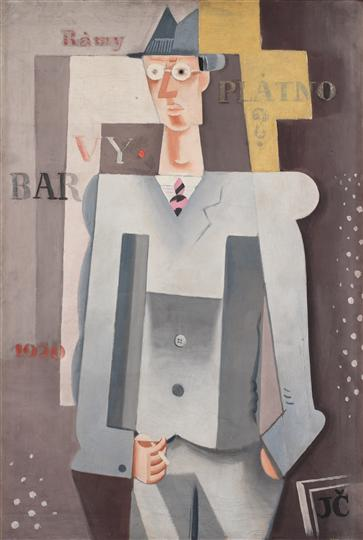 Rámy
PLÁTNO
??
VY.
BAR
1920
JČ